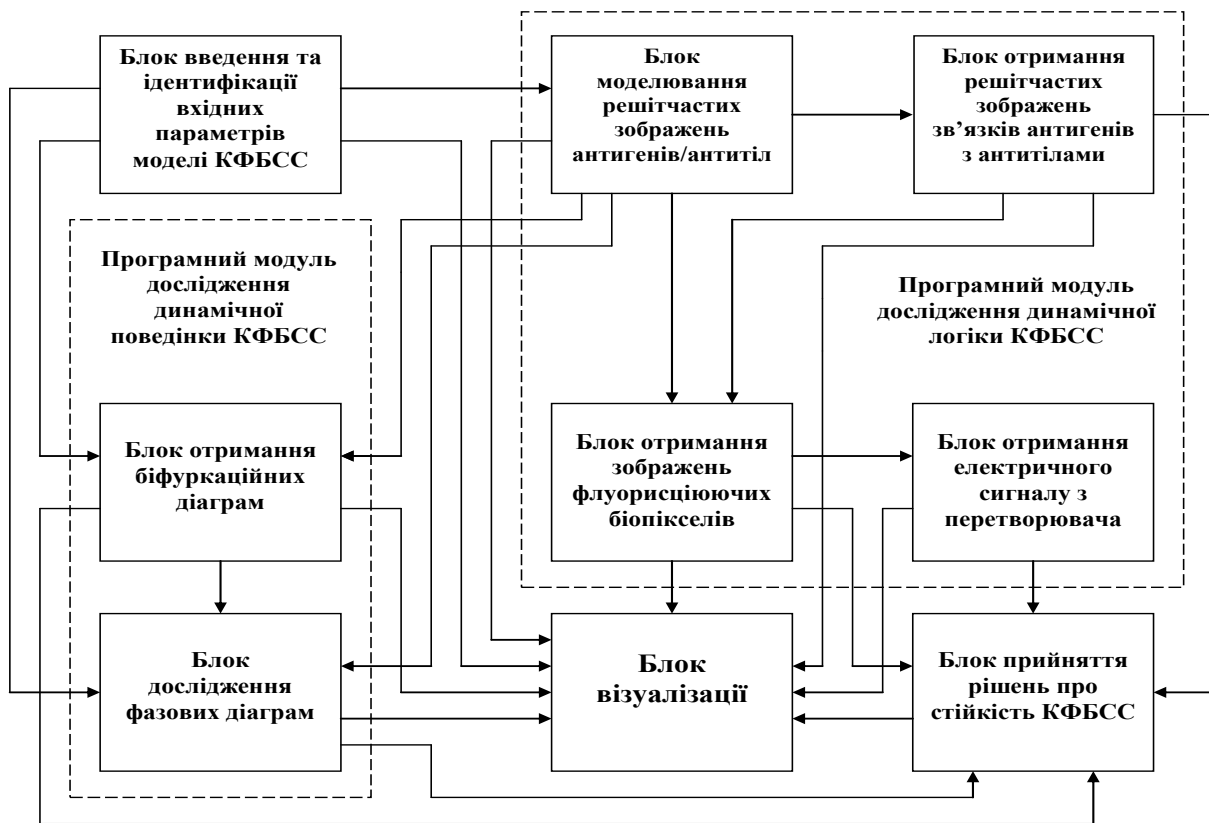 Блок введення та
ідентифікації
вхідних
параметрів
моделі КФБСС
Блок
моделювання
решітчастих
зображень
антигенів/антитіл
Блок отримання
решітчастих
зображень
зв’язків антигенів
з антитілами
Програмний модуль
дослідження
динамічної
поведінки КФБСС
Програмний модуль
дослідження динамічної
логіки КФБСС
Блок отримання
біфуркаційних
діаграм
Блок отримання
зображень
флуорисціюючих
біопікселів
Блок отримання
електричного
сигналу з
перетворювача
Блок
дослідження
фазових діаграм
Блок
візуалізації
Блок прийняття
рішень про
стійкість КФБСС